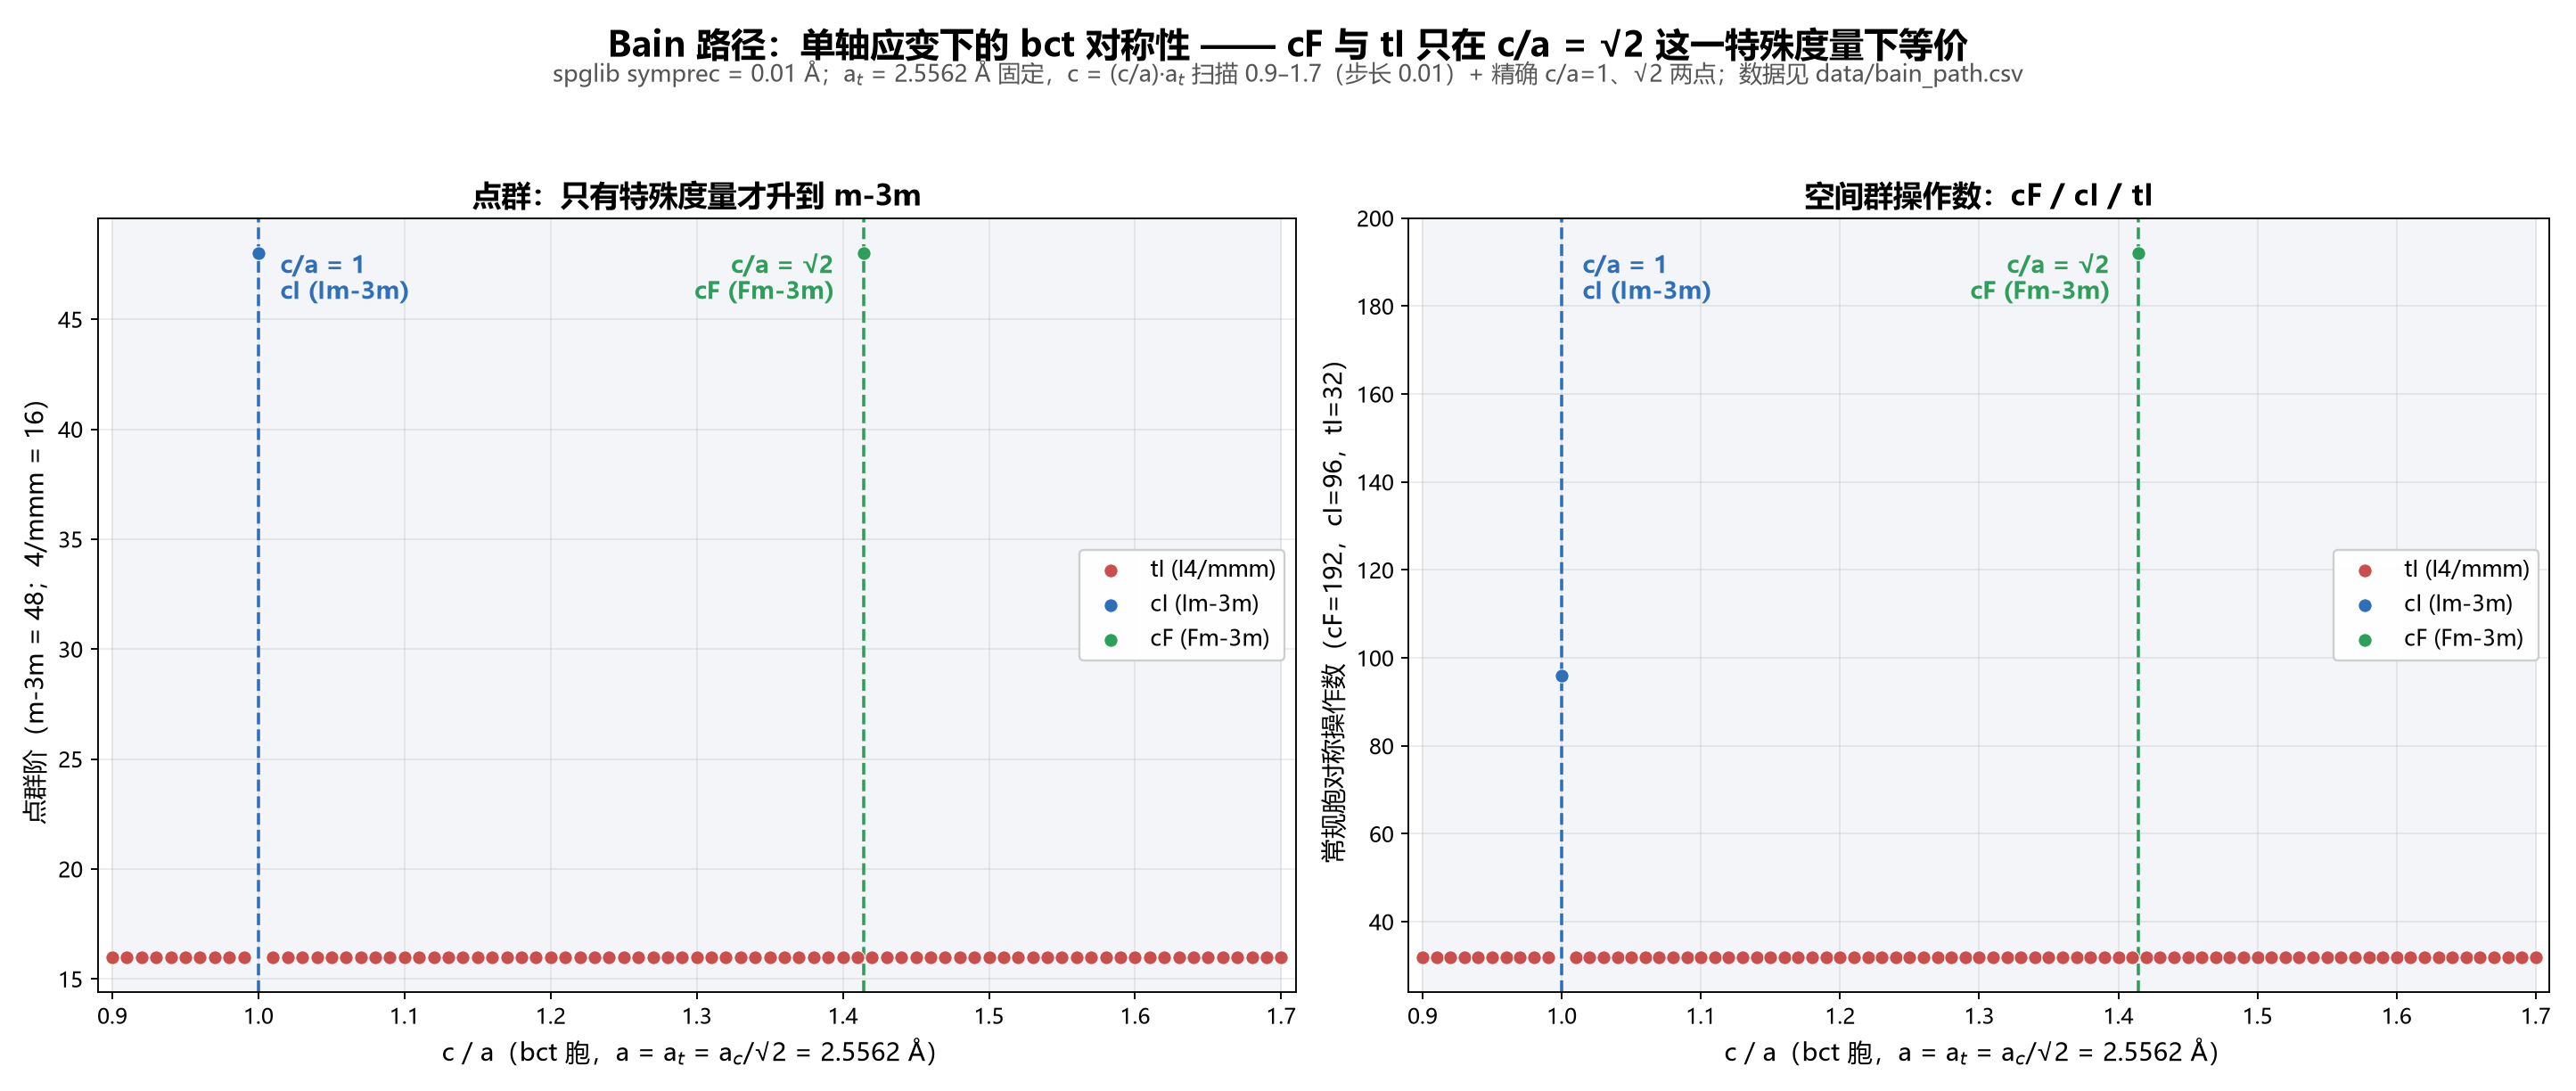 Bain 路径：单轴应变下的 bct 对称性 —— cF 与 tI 只在 c/a = √2 这一特殊度量下等价
spglib symprec = 0.01 Å；aₜ = 2.5562 Å 固定，c = (c/a)·aₜ 扫描 0.9–1.7（步长 0.01）+ 精确 c/a=1、√2 两点；数据见 data/bain_path.csv
点群：只有特殊度量才升到 m-3m
点群阶（m-3m = 48；4/mmm = 16）
45
40
35
30
25
20
15
c/a = 1
cI (Im-3m)
c/a = √2
cF (Fm-3m)
tI (I4/mmm)
cI (Im-3m)
cF (Fm-3m)
0.9 1.0 1.1 1.2 1.3 1.4 1.5 1.6 1.7
c / a（bct 胞，a = aₜ = a_c/√2 = 2.5562 Å）
空间群操作数：cF / cI / tI
常规胞对称操作数（cF=192，cI=96，tI=32）
200
180
160
140
120
100
80
60
40
c/a = 1
cI (Im-3m)
c/a = √2
cF (Fm-3m)
tI (I4/mmm)
cI (Im-3m)
cF (Fm-3m)
0.9 1.0 1.1 1.2 1.3 1.4 1.5 1.6 1.7
c / a（bct 胞，a = aₜ = a_c/√2 = 2.5562 Å）